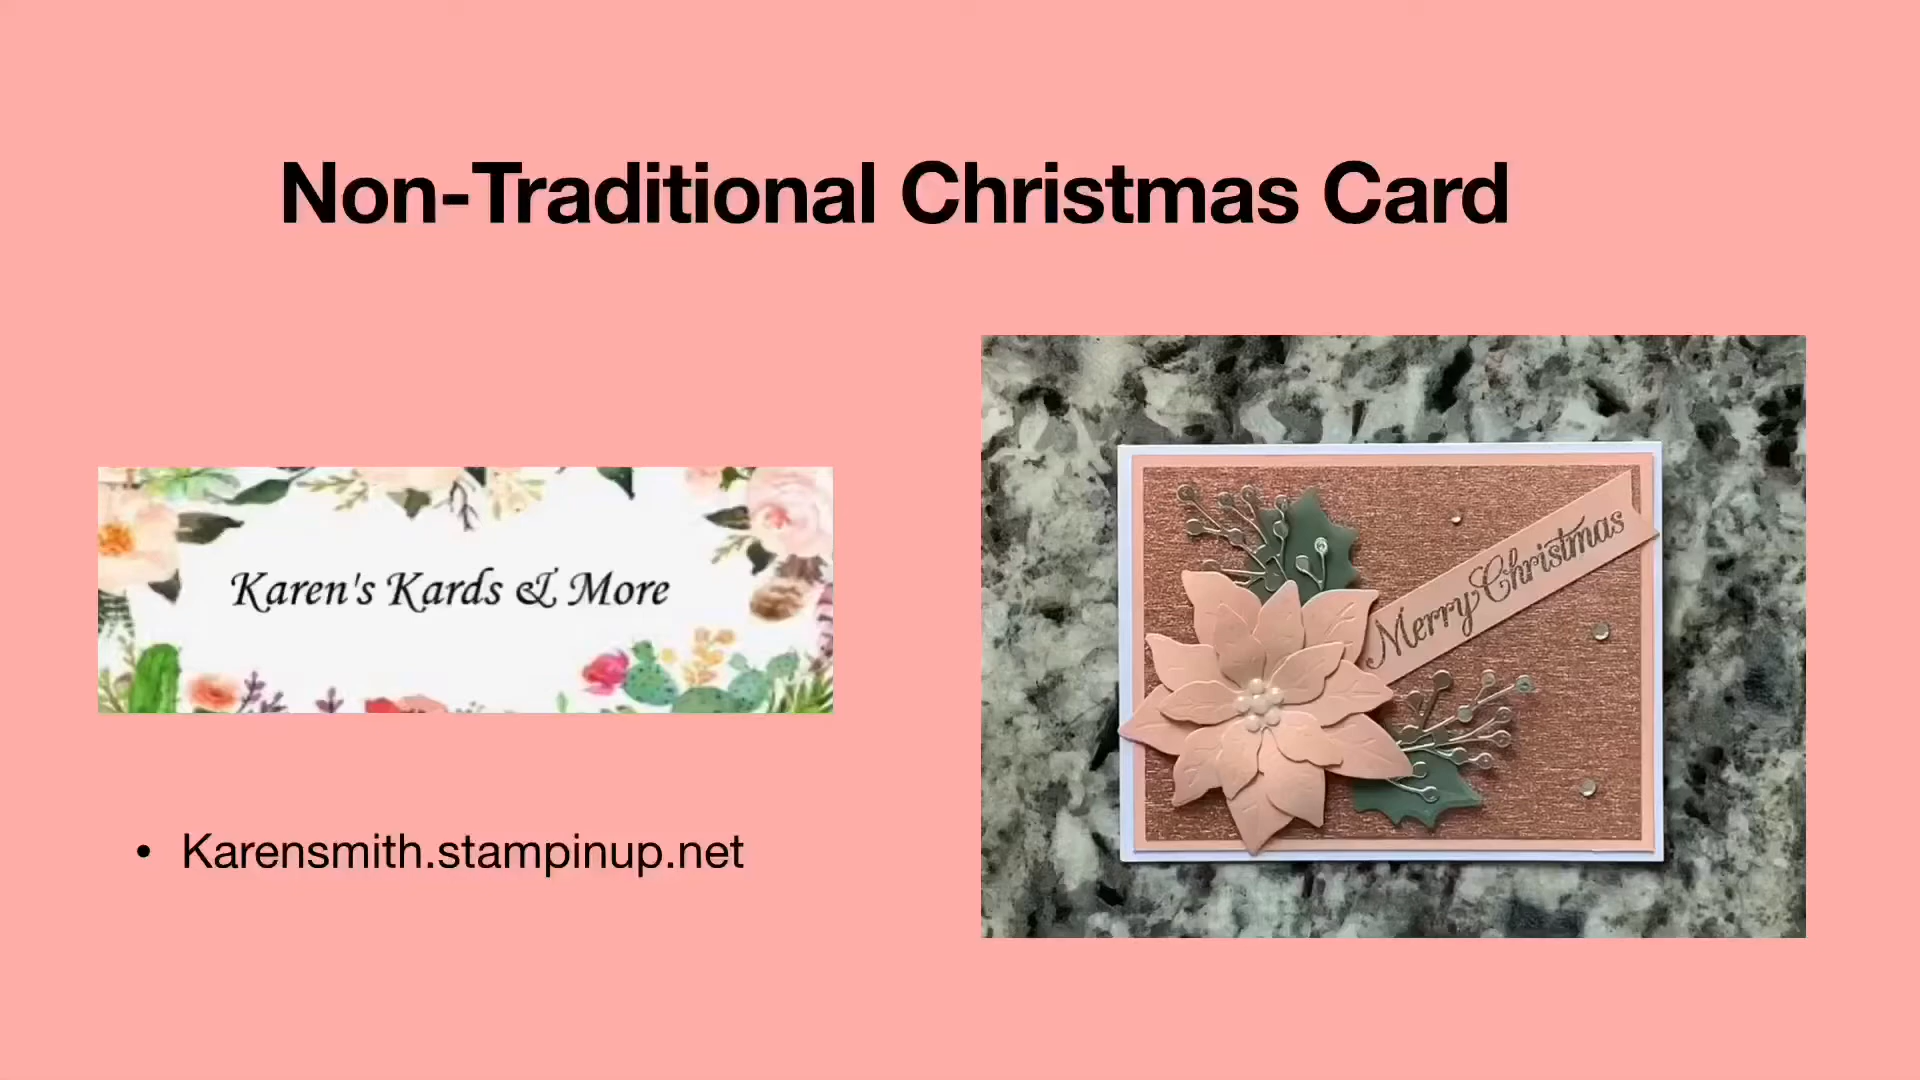 Non-Traditional Christmas Card
Karen's Kards & More
Merry Christmas
• Karensmith.stampinup.net